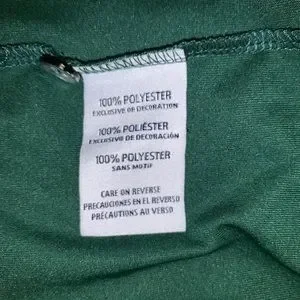 100% POLYESTER
EXCLUSIVE OF DECORATION
100% POLIÉSTER
EXCLUSIVO DE DECORACIÓN
100% POLYESTER
SANS MOTIF
CARE ON REVERSE
PRECAUCIONES EN EL REVERSO
PRÉCAUTIONS AU VERSO